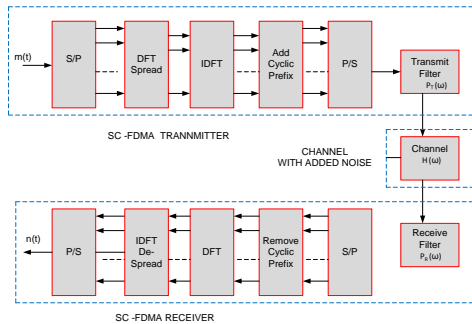 m(t)
S/P
DFT
Spread
IDFT
Add
Cyclic
Prefix
P/S
Transmit
Filter
P_T(ω)
SC -FDMA TRANNMITTER
CHANNEL
WITH ADDED NOISE
Channel
H(ω)
n(t)
P/S
IDFT
De-
Spread
DFT
Remove
Cyclic
Prefix
S/P
Receive
Filter
P_R(ω)
SC -FDMA RECEIVER